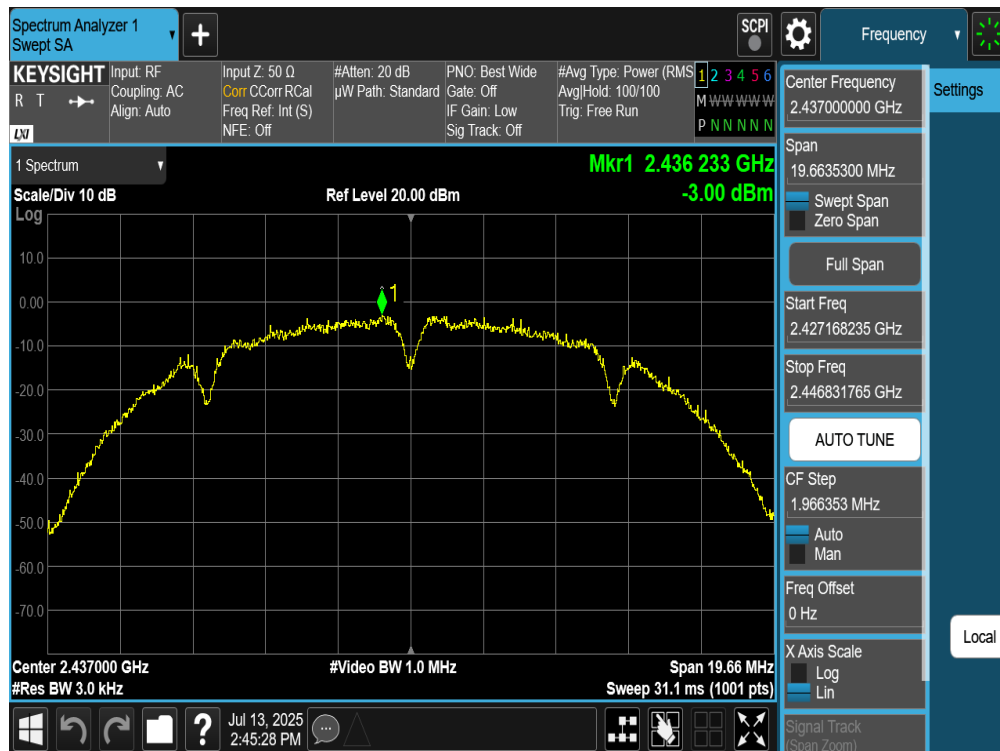 Spectrum Analyzer 1
Swept SA
+
SCPI
Frequency
KEYSIGHT
R T
LXI
Input: RF
Coupling: AC
Align: Auto
Input Z: 50 Ω
Corr CCorr RCal
Freq Ref: Int (S)
NFE: Off
#Atten: 20 dB
µW Path: Standard
PNO: Best Wide
Gate: Off
IF Gain: Low
Sig Track: Off
#Avg Type: Power (RMS
Avg|Hold: 100/100
Trig: Free Run
1 2 3 4 5 6
M W W W W W
P N N N N N
1 Spectrum
Mkr1 2.436 233 GHz
Scale/Div 10 dB
Ref Level 20.00 dBm
-3.00 dBm
Log
10.0
0.00
-10.0
-20.0
-30.0
-40.0
-50.0
-60.0
-70.0
1
Center 2.437000 GHz
#Video BW 1.0 MHz
Span 19.66 MHz
#Res BW 3.0 kHz
Sweep 31.1 ms (1001 pts)
Center Frequency
2.437000000 GHz
Settings
Span
19.6635300 MHz
Swept Span
Zero Span
Full Span
Start Freq
2.427168235 GHz
Stop Freq
2.446831765 GHz
AUTO TUNE
CF Step
1.966353 MHz
Auto
Man
Freq Offset
0 Hz
Local
X Axis Scale
Log
Lin
Signal Track
(Span Zoom)
?
Jul 13, 2025
2:45:28 PM